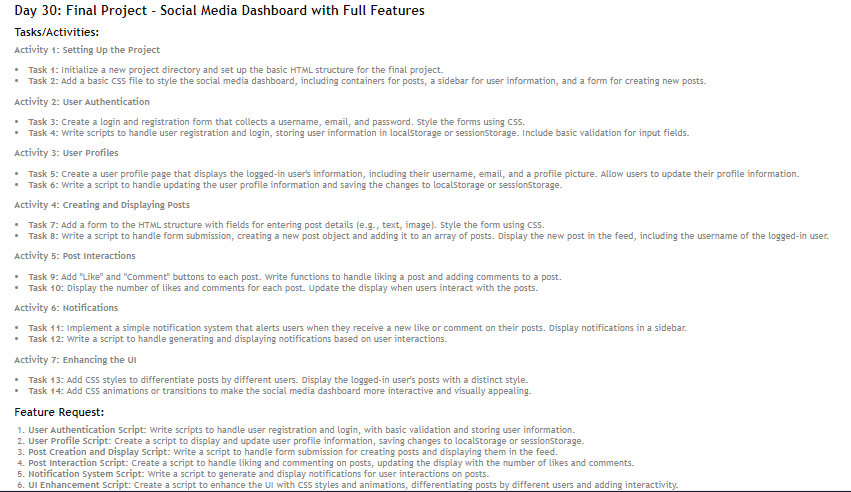 Day 30: Final Project - Social Media Dashboard with Full Features
Tasks/Activities:
Activity 1: Setting Up the Project
• Task 1: Initialize a new project directory and set up the basic HTML structure for the final project.
• Task 2: Add a basic CSS file to style the social media dashboard, including containers for posts, a sidebar for user information, and a form for creating new posts.
Activity 2: User Authentication
• Task 3: Create a login and registration form that collects a username, email, and password. Style the forms using CSS.
• Task 4: Write scripts to handle user registration and login, storing user information in localStorage or sessionStorage. Include basic validation for input fields.
Activity 3: User Profiles
• Task 5: Create a user profile page that displays the logged-in user's information, including their username, email, and a profile picture. Allow users to update their profile information.
• Task 6: Write a script to handle updating the user profile information and saving the changes to localStorage or sessionStorage.
Activity 4: Creating and Displaying Posts
• Task 7: Add a form to the HTML structure with fields for entering post details (e.g., text, image). Style the form using CSS.
• Task 8: Write a script to handle form submission, creating a new post object and adding it to an array of posts. Display the new post in the feed, including the username of the logged-in user.
Activity 5: Post Interactions
• Task 9: Add "Like" and "Comment" buttons to each post. Write functions to handle liking a post and adding comments to a post.
• Task 10: Display the number of likes and comments for each post. Update the display when users interact with the posts.
Activity 6: Notifications
• Task 11: Implement a simple notification system that alerts users when they receive a new like or comment on their posts. Display notifications in a sidebar.
• Task 12: Write a script to handle generating and displaying notifications based on user interactions.
Activity 7: Enhancing the UI
• Task 13: Add CSS styles to differentiate posts by different users. Display the logged-in user's posts with a distinct style.
• Task 14: Add CSS animations or transitions to make the social media dashboard more interactive and visually appealing.
Feature Request:
1. User Authentication Script: Write scripts to handle user registration and login, with basic validation and storing user information.
2. User Profile Script: Create a script to display and update user profile information, saving changes to localStorage or sessionStorage.
3. Post Creation and Display Script: Write a script to handle form submission for creating posts and displaying them in the feed.
4. Post Interaction Script: Create a script to handle liking and commenting on posts, updating the display with the number of likes and comments.
5. Notification System Script: Write a script to generate and display notifications for user interactions on posts.
6. UI Enhancement Script: Create a script to enhance the UI with CSS styles and animations, differentiating posts by different users and adding interactivity.